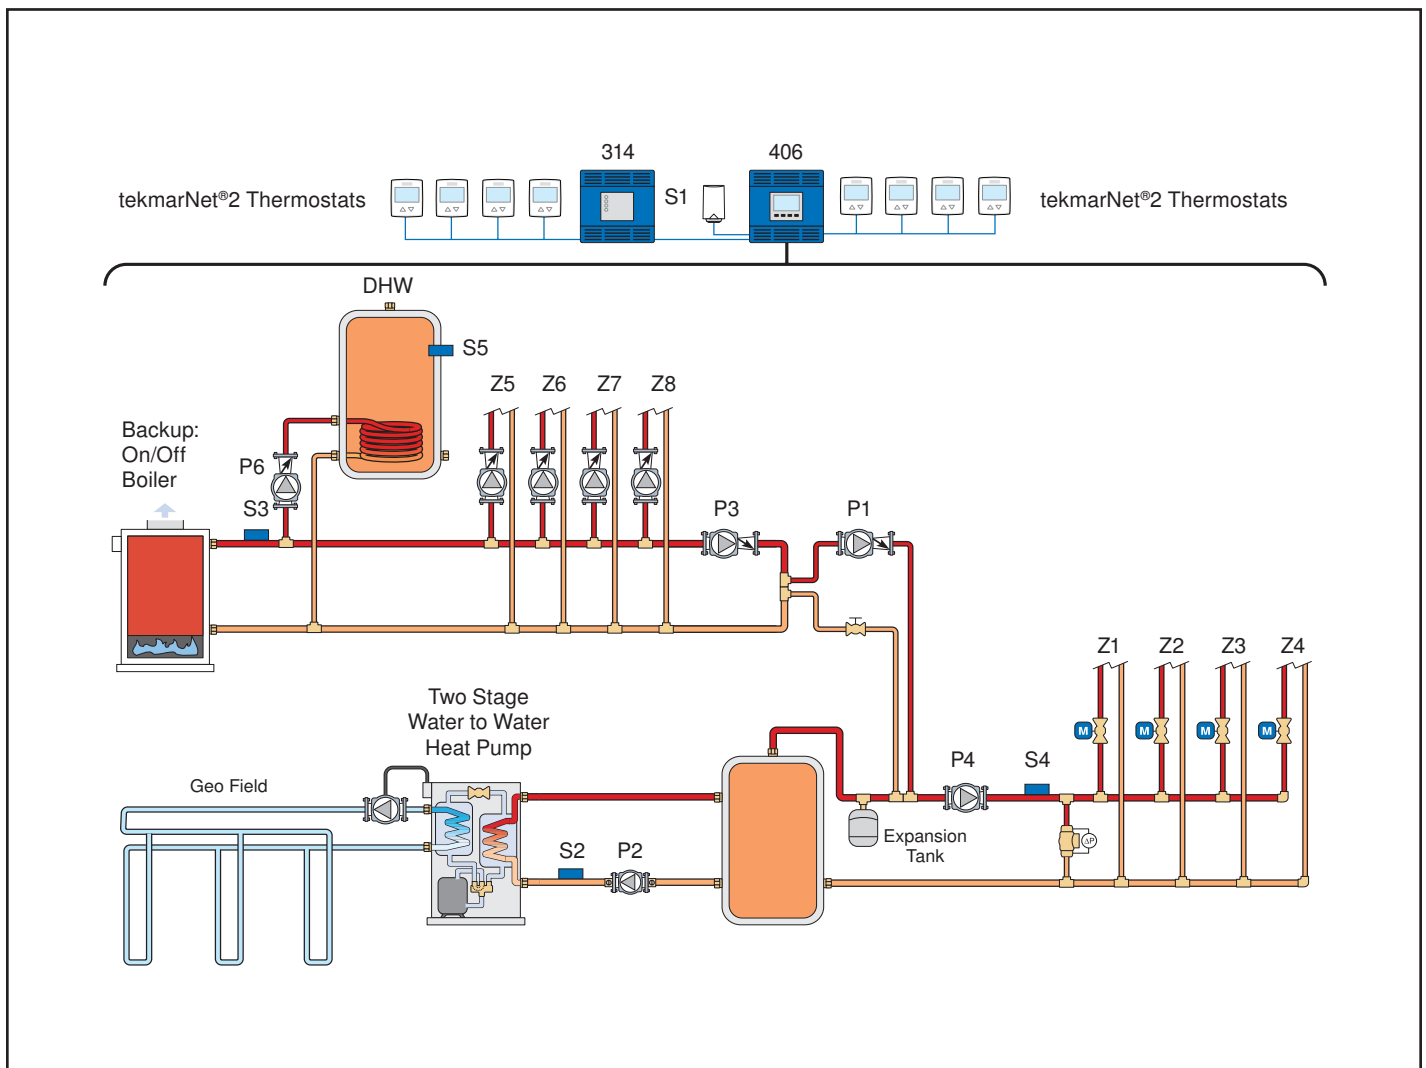 314
406
tekmarNet®2 Thermostats
S1
tekmarNet®2 Thermostats
DHW
S5
Z5
Z6
Z7
Z8
Backup:
On/Off
Boiler
P6
S3
P3
P1
Z1
Z2
Z3
Z4
Two Stage
Water to Water
Heat Pump
M
M
M
M
Geo Field
P4
S4
Expansion
Tank
ΔP
S2
P2